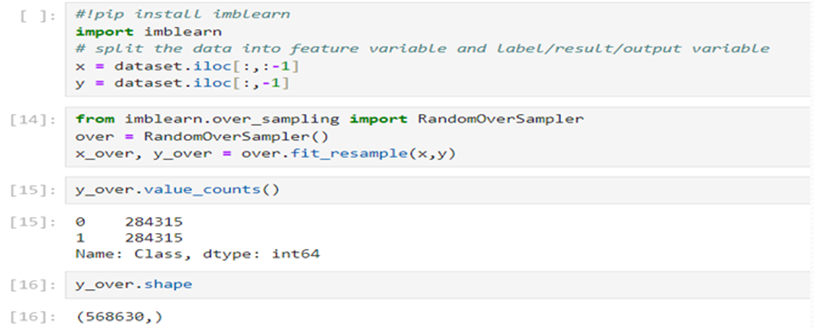 [ ]: #!pip install imblearn
import imblearn
# split the data into feature variable and label/result/output variable
x = dataset.iloc[:,:-1]
y = dataset.iloc[:,-1]
[14]: from imblearn.over_sampling import RandomOverSampler
over = RandomOverSampler()
x_over, y_over = over.fit_resample(x,y)
[15]: y_over.value_counts()
[15]: 0    284315
1    284315
Name: Class, dtype: int64
[16]: y_over.shape
[16]: (568630,)